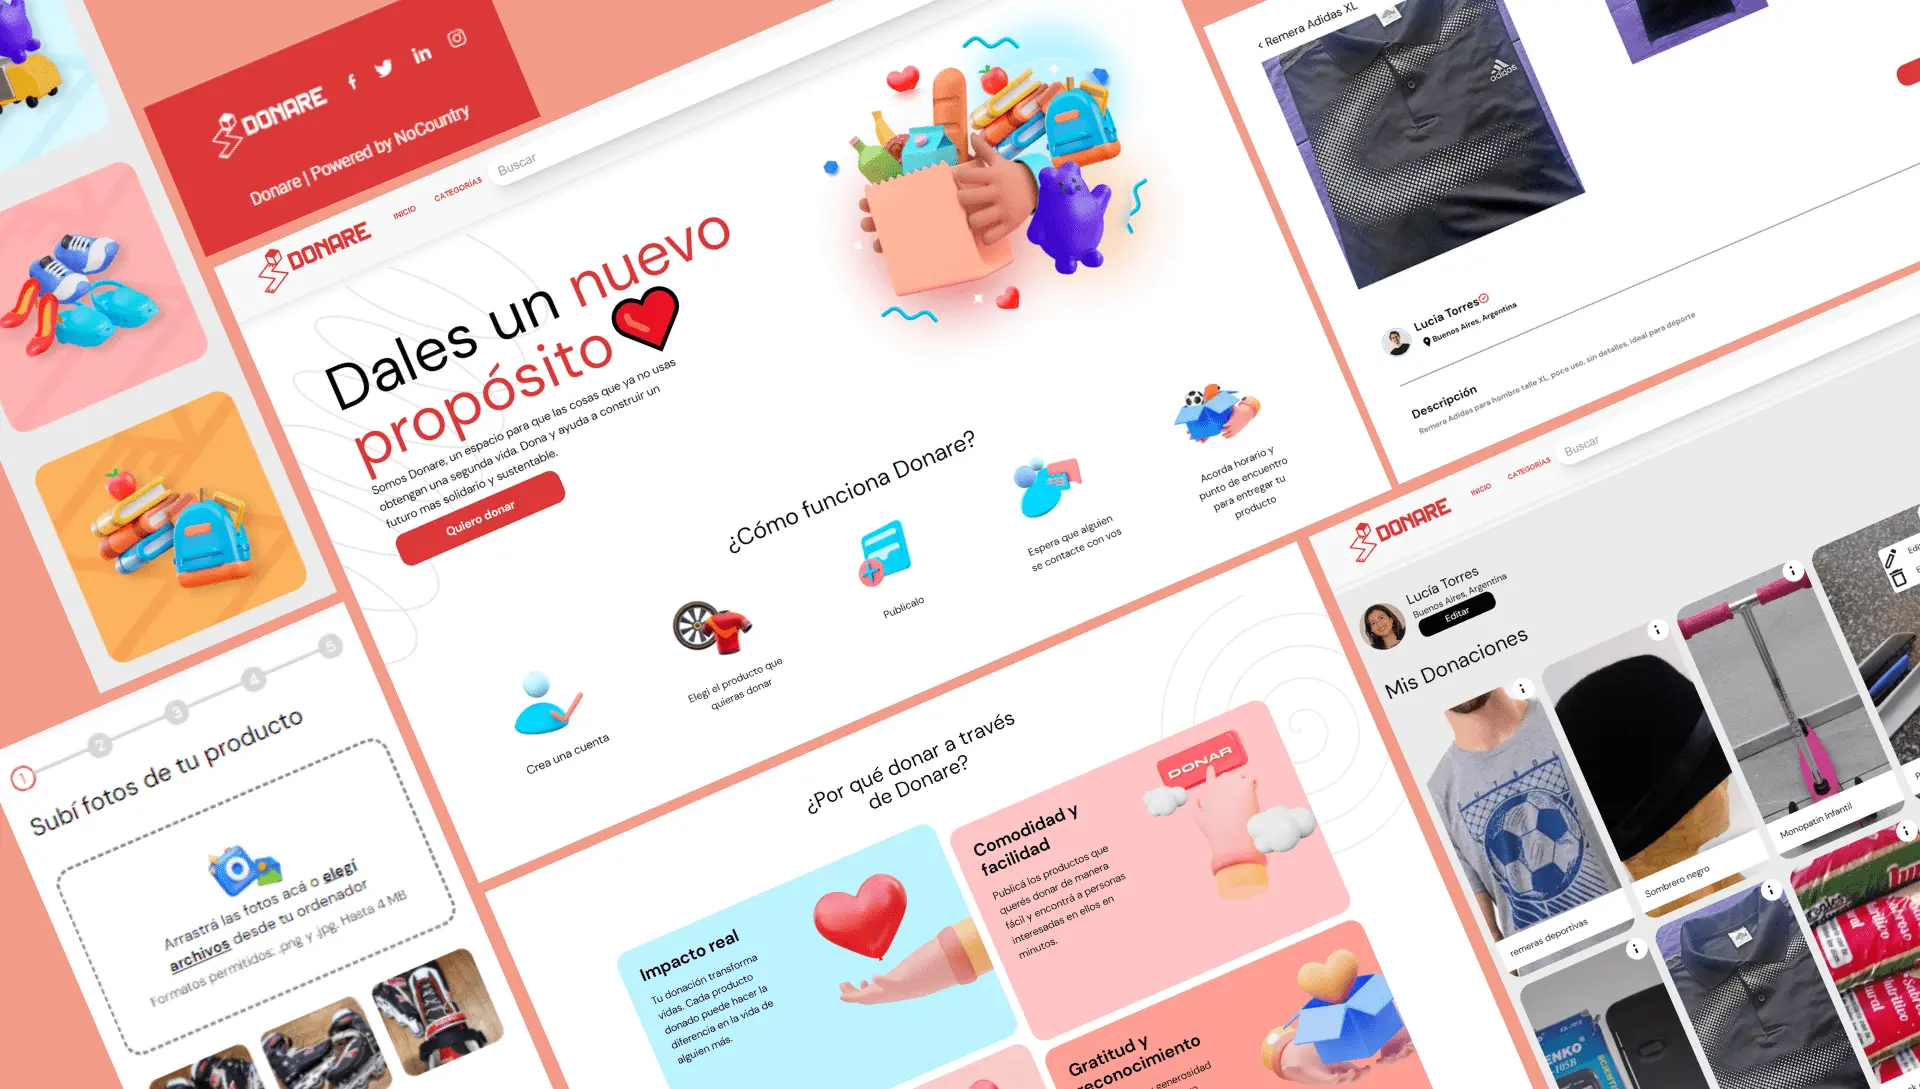 DONARE
Donare | Powered by NoCountry
DONARE
INICIO
CATEGORÍAS
Buscar
Dales un nuevo
propósito
Somos Donare, un espacio para que las cosas que ya no usas
obtengan una segunda vida. Dona y ayuda a construir un
futuro mas solidario y sustentable.
Quiero donar
¿Cómo funciona Donare?
Crea una cuenta
Elegi el producto que
quieras donar
Publicalo
Espera que alguien
se contacte con vos
Acorda horario y
punto de encuentro
para entregar tu
producto
¿Por qué donar a través
de Donare?
Impacto real
Tu donación transforma
vidas. Cada producto
donado puede hacer la
diferencia en la vida de
alguien más.
Comodidad y
facilidad
Publicá los productos que
querés donar de manera
fácil y encontrá a personas
interesadas en ellos en
minutos.
DONAR
Gratitud y
reconocimiento
generosidad
1
2
3
4
5
Subí fotos de tu producto
Arrastrá las fotos acá o elegí
archivos desde tu ordenador
Formatos permitidos: .png y .jpg. Hasta 4 MB
‹ Remera Adidas XL
adidas
Lucía Torres
Buenos Aires, Argentina
Descripción
Remera Adidas para hombre talle XL, poco uso, sin detalles, ideal para deporte
DONARE
INICIO
CATEGORÍAS
Buscar
Lucía Torres
Buenos Aires, Argentina
Editar
Mis Donaciones
remeras deportivas
Sombrero negro
Monopatin Infantil
Sabroso
Nutritivo